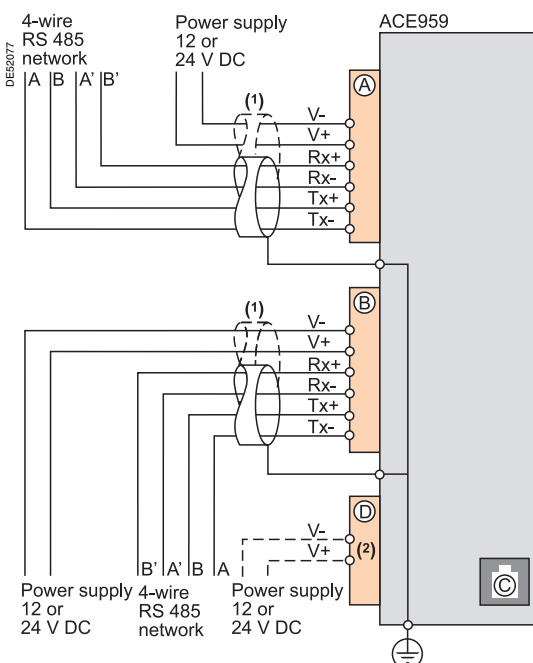 4-wire
RS 485
network
A B A' B'
DE52077
Power supply
12 or
24 V DC
ACE959
(1)
A
V-
V+
Rx+
Rx-
Tx+
Tx-
(1)
B
V-
V+
Rx+
Rx-
Tx+
Tx-
D
V-
V+
(2)
C
B' A' B A
Power supply
12 or
24 V DC
4-wire
RS 485
network
Power supply
12 or
24 V DC